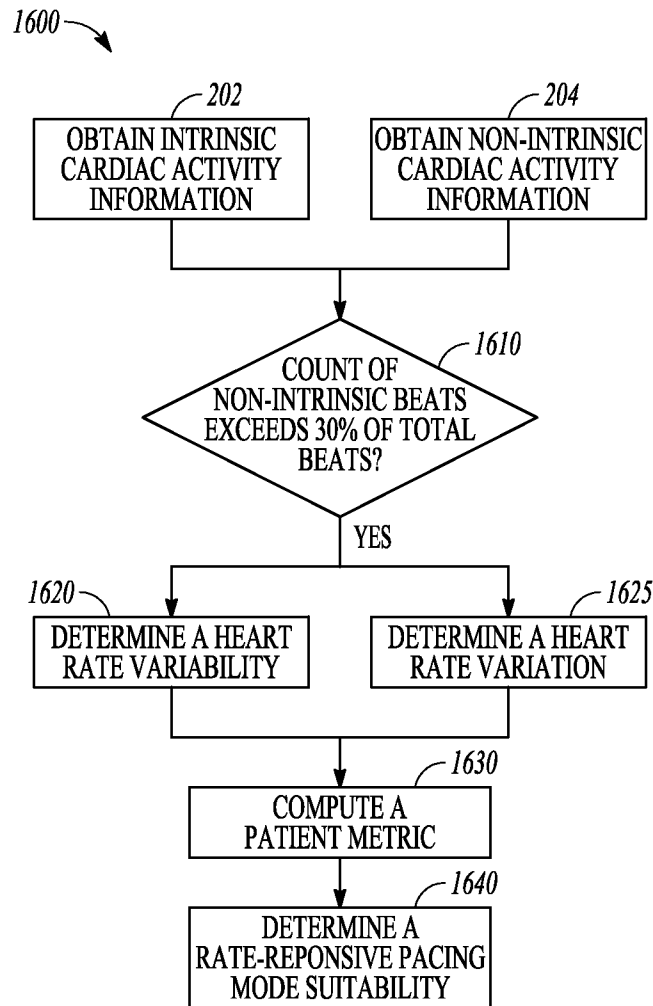 1600
202
204
OBTAIN INTRINSIC
CARDIAC ACTIVITY
INFORMATION
OBTAIN NON-INTRINSIC
CARDIAC ACTIVITY
INFORMATION
1610
COUNT OF
NON-INTRINSIC BEATS
EXCEEDS 30% OF TOTAL
BEATS?
YES
1620
1625
DETERMINE A HEART
RATE VARIABILITY
DETERMINE A HEART
RATE VARIATION
1630
COMPUTE A
PATIENT METRIC
1640
DETERMINE A
RATE-REPONSIVE PACING
MODE SUITABILITY